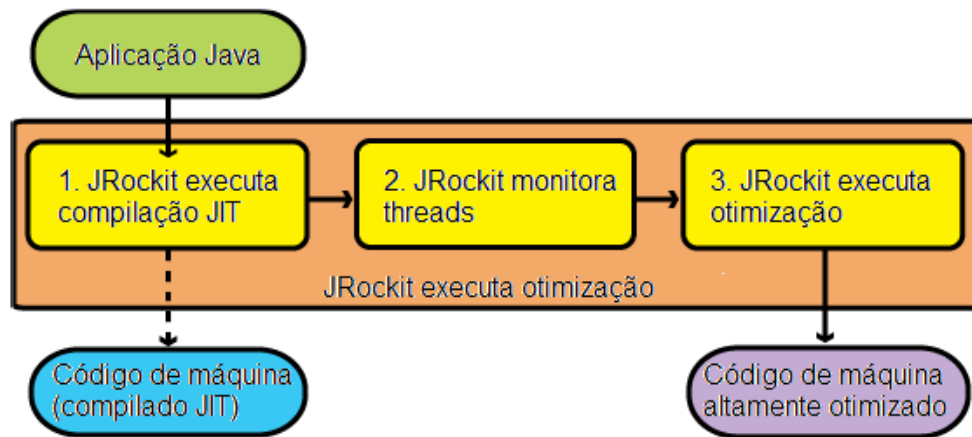 Aplicação Java
1. JRockit executa
compilação JIT
2. JRockit monitora
threads
3. JRockit executa
otimização
JRockit executa otimização
Código de máquina
(compilado JIT)
Código de máquina
altamente otimizado